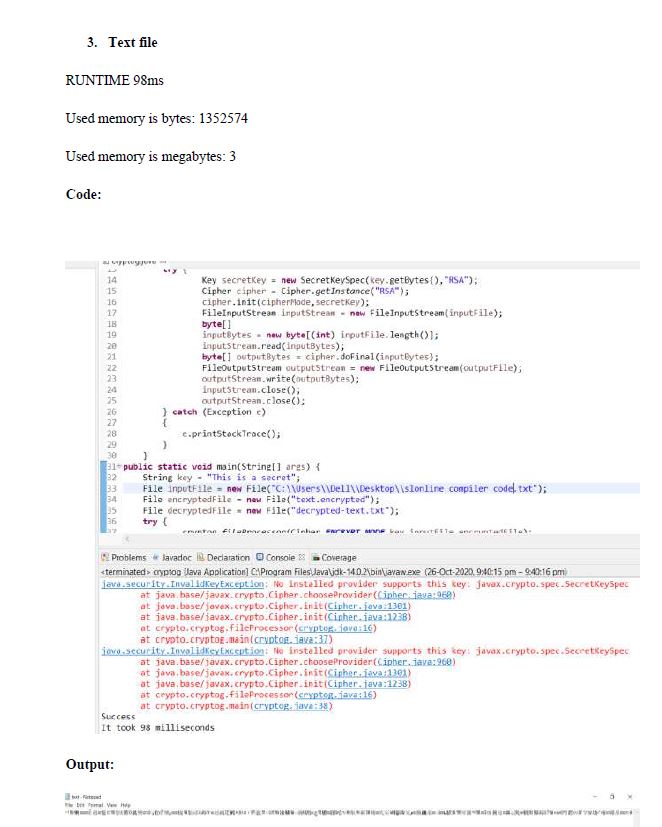 3. Text file
RUNTIME 98ms
Used memory is bytes: 1352574
Used memory is megabytes: 3
Code:
14 Key secretKey = new SecretKeySpec(key.getBytes(),"RSA");
15 Cipher cipher = Cipher.getInstance("RSA");
16 cipher.init(cipherMode,secretKey);
17 FileInputStream inputStream = new FileInputStream(inputFile);
18 byte[]
19 inputBytes = new byte[(int) inputFile.length()];
20 inputStream.read(inputBytes);
21 byte[] outputBytes = cipher.doFinal(inputBytes);
22 FileOutputStream outputStream = new FileOutputStream(outputFile);
23 outputStream.write(outputBytes);
24 inputStream.close();
25 outputStream.close();
26 } catch (Exception e)
27 {
28 e.printStackTrace();
29 }
30 }
31 public static void main(String[] args) {
32 String key = "This is a secret";
33 File inputFile = new File("C:\\Users\\Dell\\Desktop\\slonline compiler code.txt");
34 File encryptedFile = new File("text.encrypted");
35 File decryptedFile = new File("decrypted-text.txt");
36 try {
Problems Javadoc Declaration Console Coverage
<terminated> cryptog [Java Application] C:\Program Files\Java\jdk-14.0.2\bin\javaw.exe (26-Oct-2020, 9:40:15 pm – 9:40:16 pm)
java.security.InvalidKeyException: No installed provider supports this key: javax.crypto.spec.SecretKeySpec
at java.base/javax.crypto.Cipher.chooseProvider(Cipher.java:960)
at java.base/javax.crypto.Cipher.init(Cipher.java:1301)
at java.base/javax.crypto.Cipher.init(Cipher.java:1238)
at crypto.cryptog.fileProcessor(cryptog.java:16)
at crypto.cryptog.main(cryptog.java:37)
java.security.InvalidKeyException: No installed provider supports this key: javax.crypto.spec.SecretKeySpec
at java.base/javax.crypto.Cipher.chooseProvider(Cipher.java:960)
at java.base/javax.crypto.Cipher.init(Cipher.java:1301)
at java.base/javax.crypto.Cipher.init(Cipher.java:1238)
at crypto.cryptog.fileProcessor(cryptog.java:16)
at crypto.cryptog.main(cryptog.java:38)
Success
It took 98 milliseconds
Output:
File Edit Format View Help